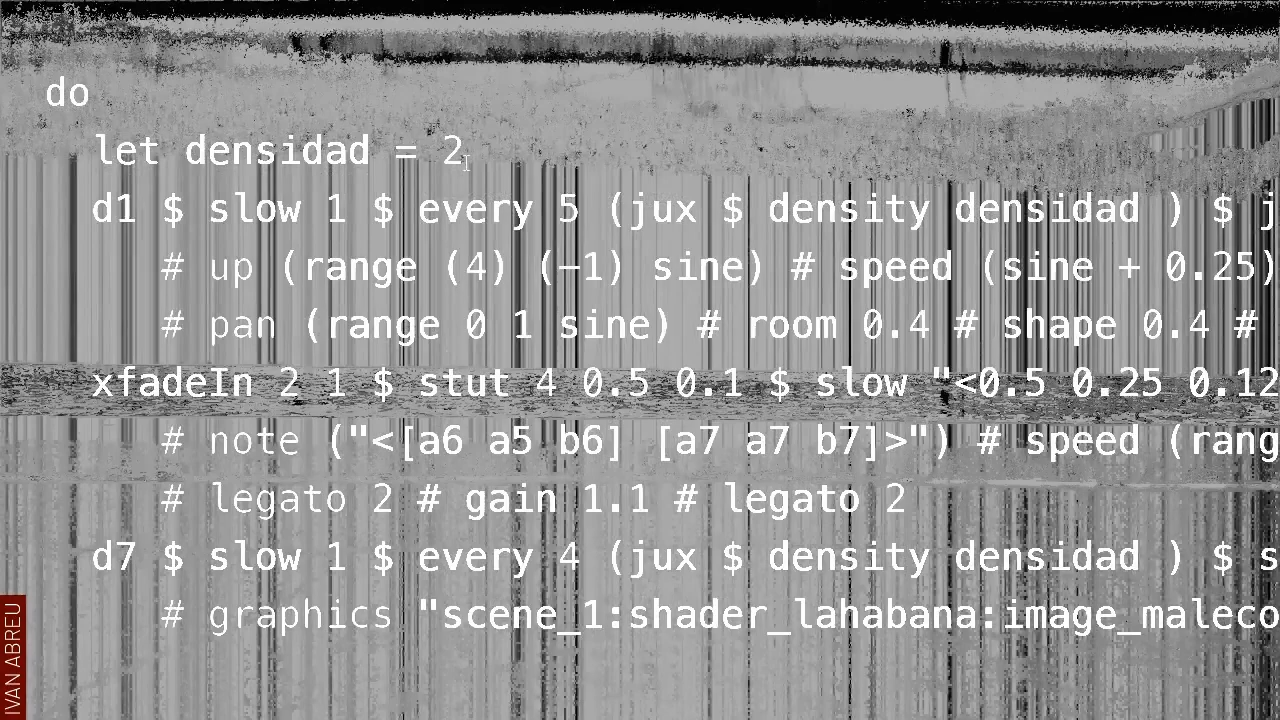 do
let densidad = 2
d1 $ slow 1 $ every 5 (jux $ density densidad ) $ j
# up (range (4) (−1) sine) # speed (sine + 0.25)
# pan (range 0 1 sine) # room 0.4 # shape 0.4 #
xfadeIn 2 1 $ stut 4 0.5 0.1 $ slow "<0.5 0.25 0.12
# note ("<[a6 a5 b6] [a7 a7 b7]>") # speed (rang
# legato 2 # gain 1.1 # legato 2
d7 $ slow 1 $ every 4 (jux $ density densidad ) $ s
# graphics "scene_1:shader_lahabana:image_maleco
IVAN ABREU